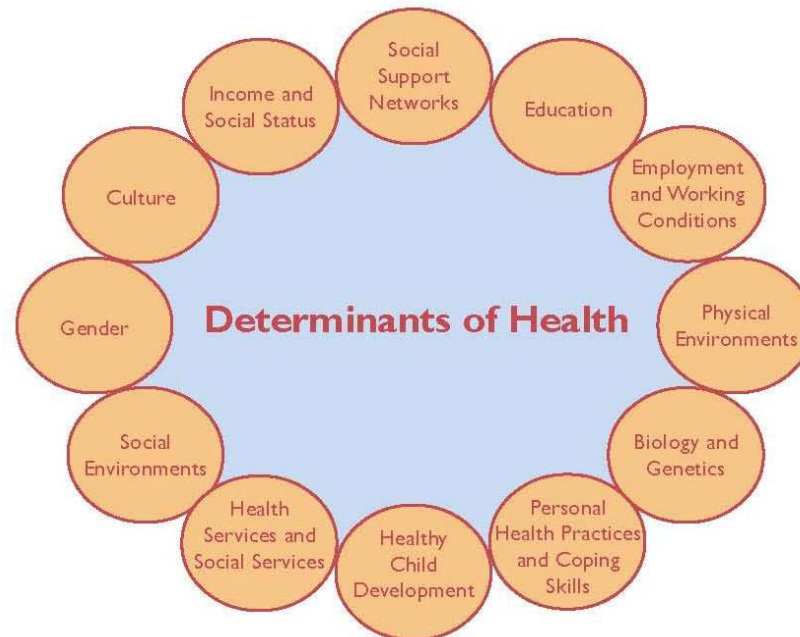 Social
Support
Networks
Education
Employment
and Working
Conditions
Physical
Environments
Biology and
Genetics
Personal
Health Practices
and Coping
Skills
Healthy
Child
Development
Health
Services and
Social Services
Social
Environments
Gender
Culture
Income and
Social Status
Determinants of Health